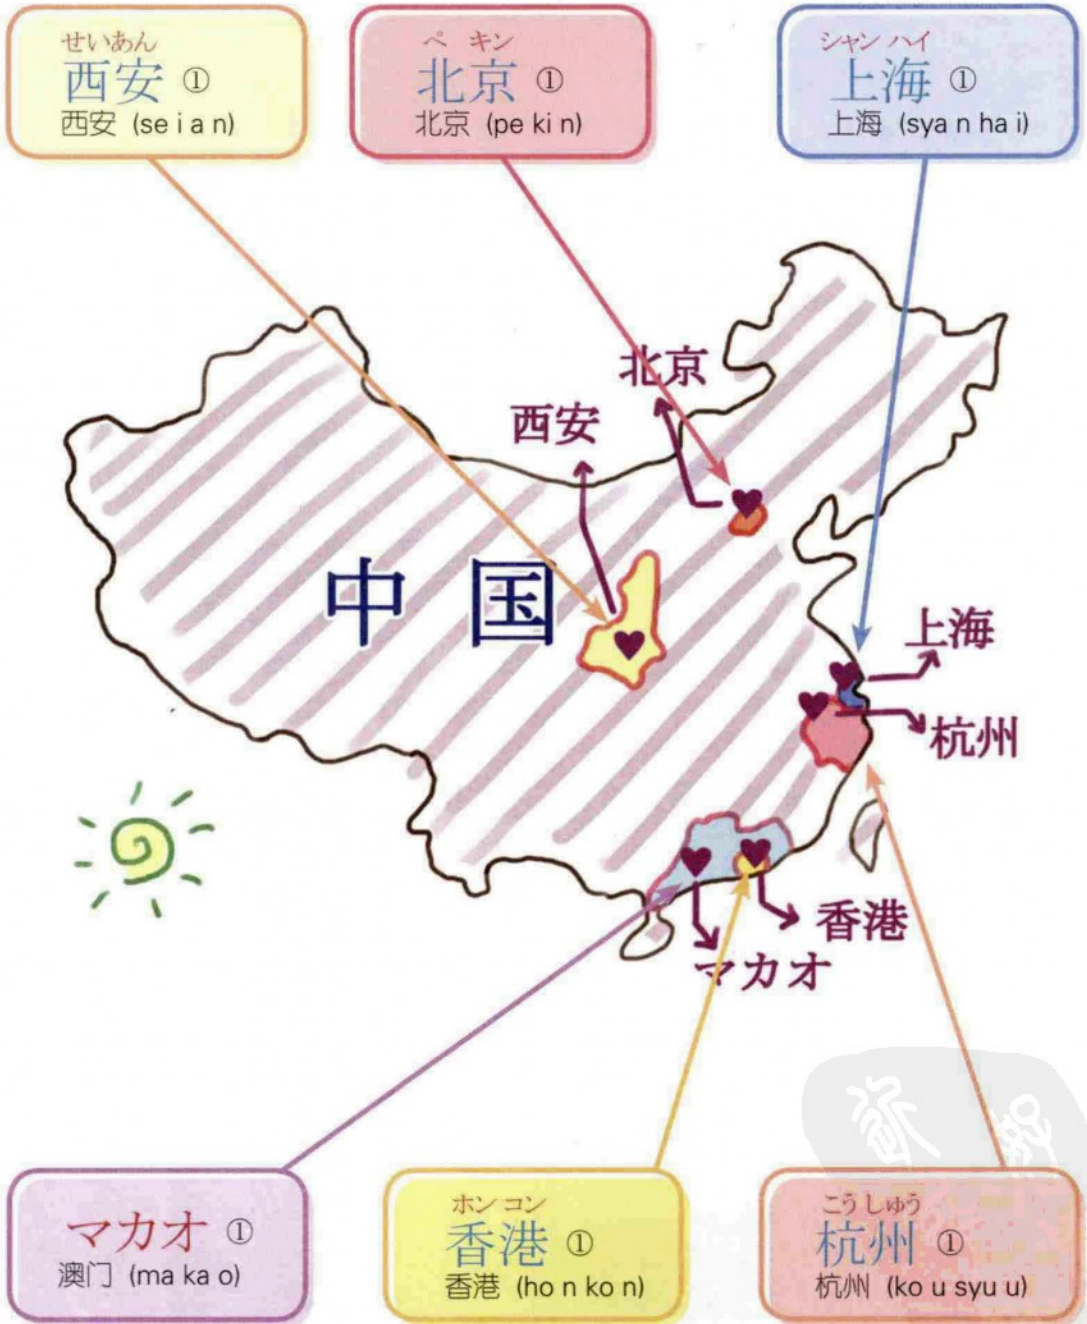 せいあん
西安 ①
西安 (se i a n)
ペ キン
北京 ①
北京 (pe ki n)
シャン ハイ
上海 ①
上海 (sya n ha i)
北京
西安
中 国
上海
杭州
香港
マカオ
マカオ ①
澳门 (ma ka o)
ホン コン
香港 ①
香港 (ho n ko n)
こう しゅう
杭州 ①
杭州 (ko u syu u)